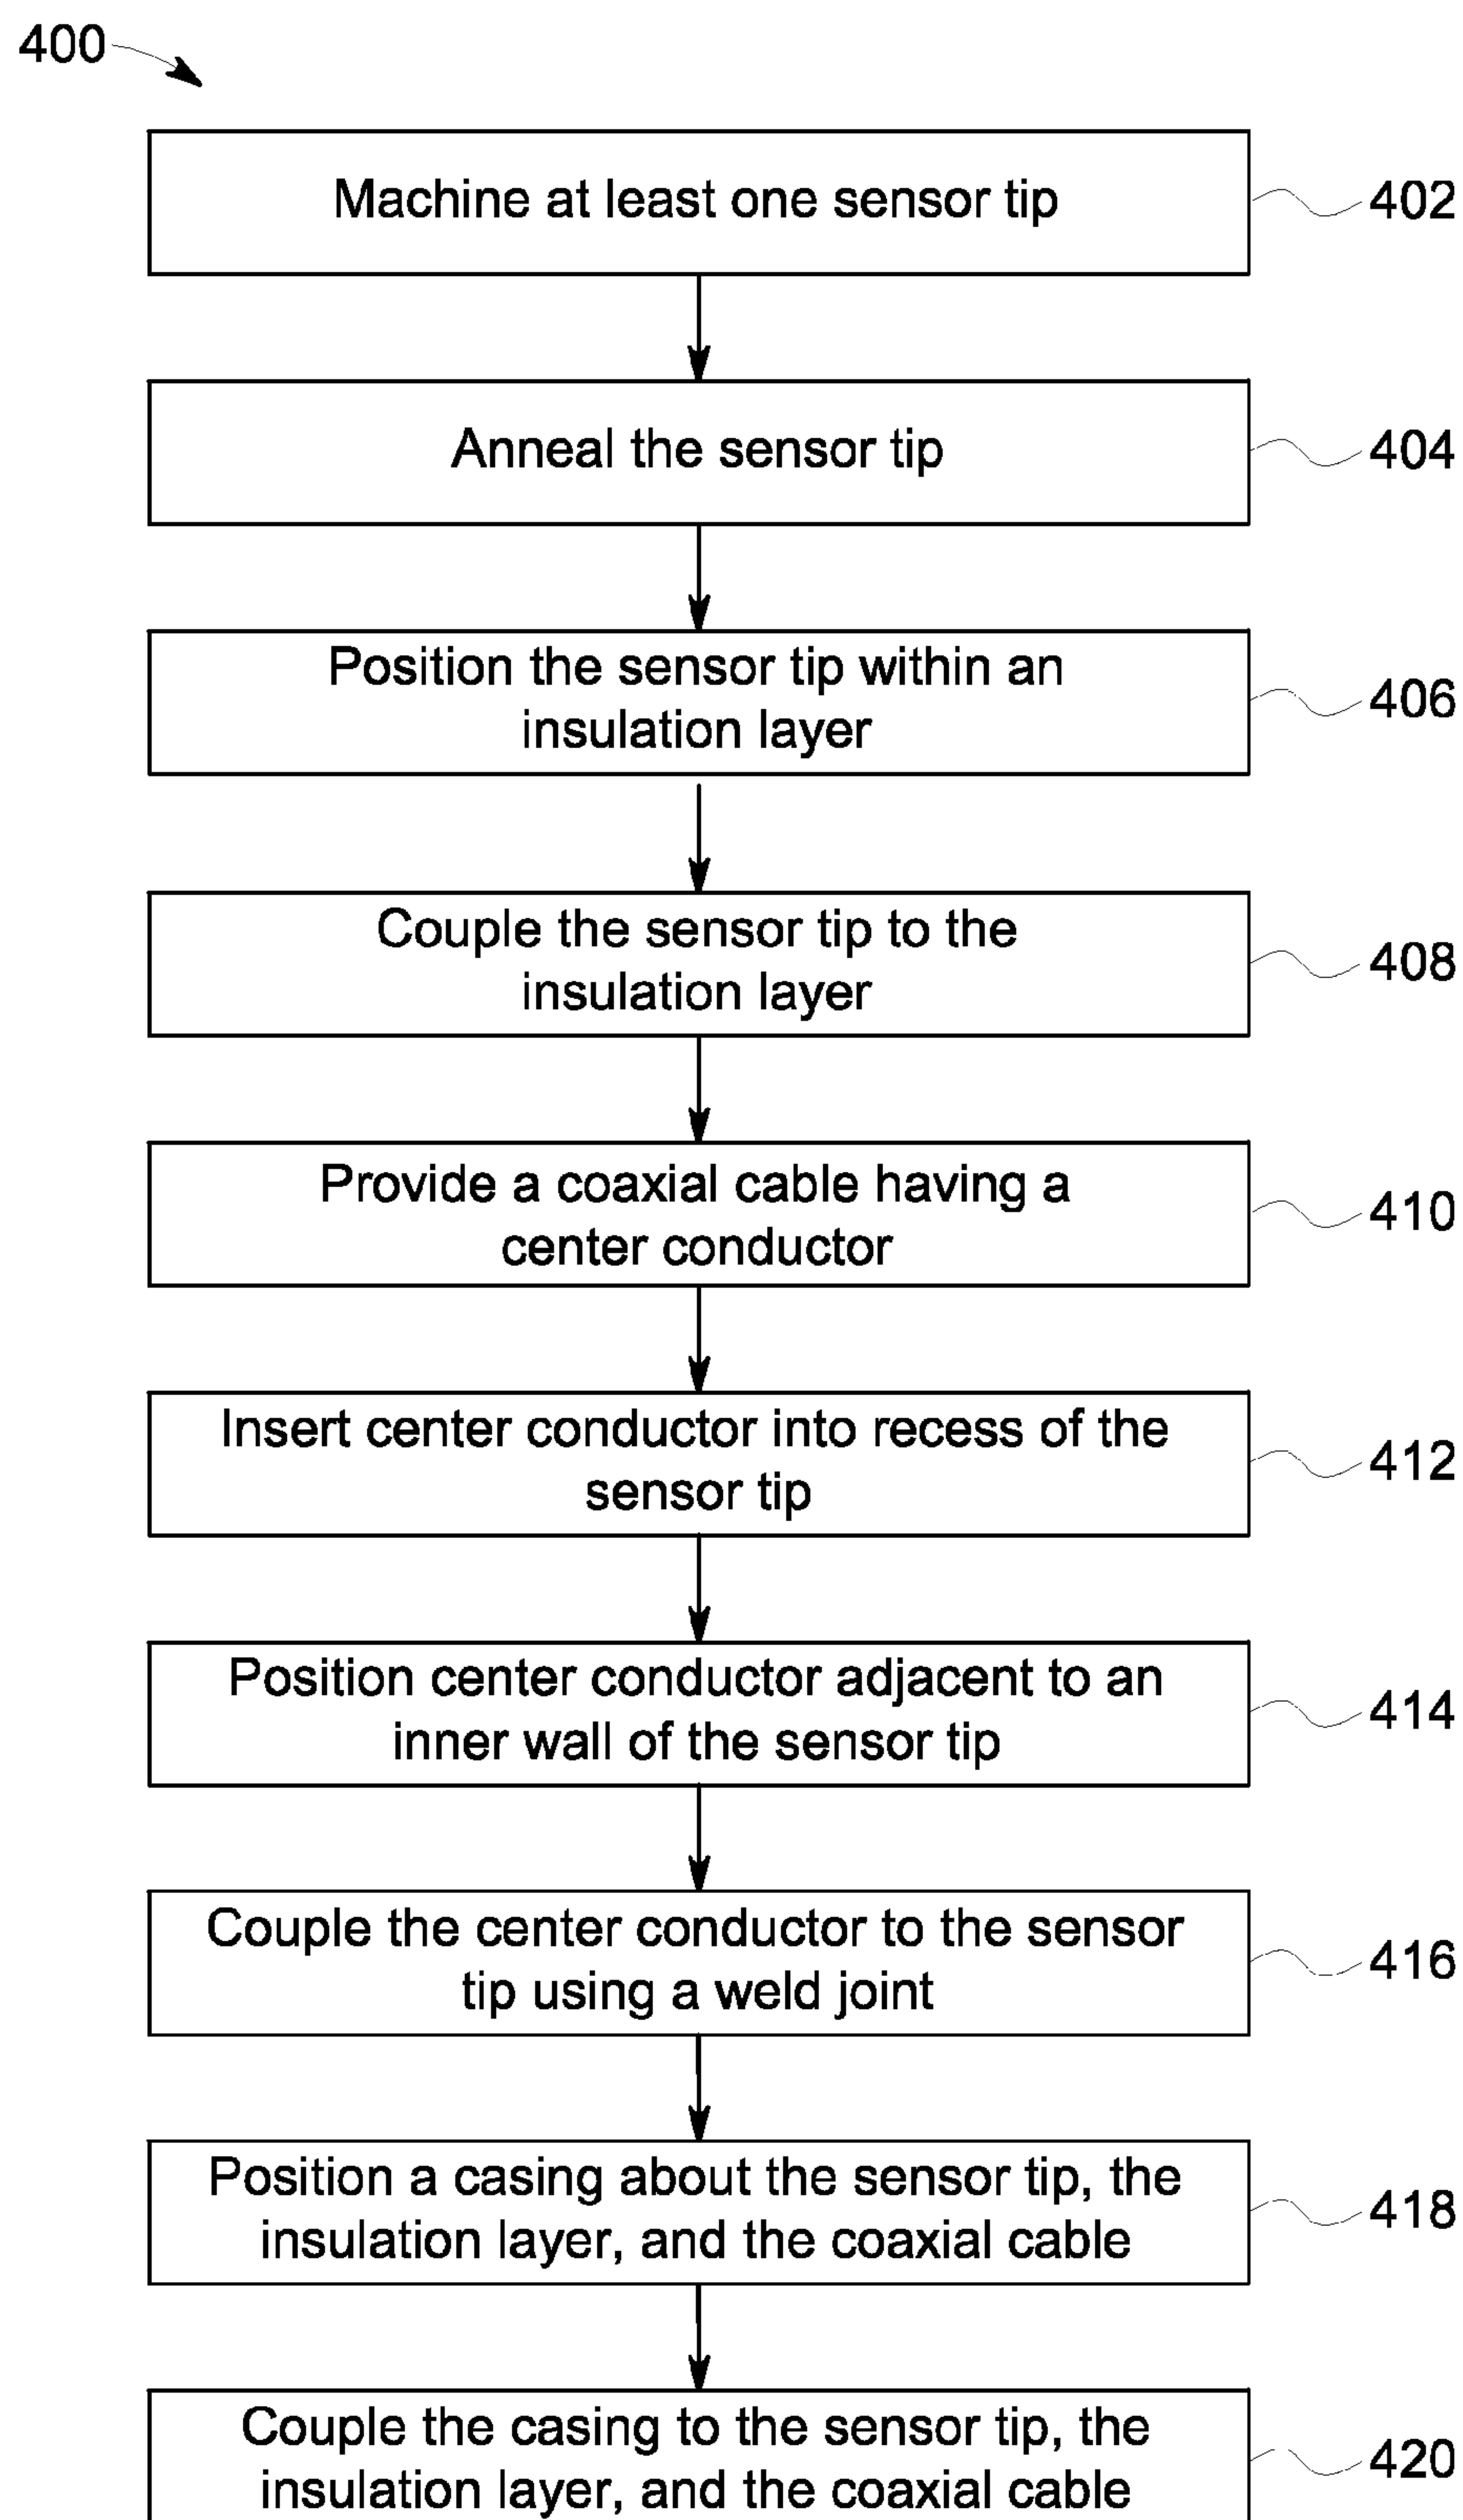 400
Machine at least one sensor tip
402
Anneal the sensor tip
404
Position the sensor tip within an
insulation layer
406
Couple the sensor tip to the
insulation layer
408
Provide a coaxial cable having a
center conductor
410
Insert center conductor into recess of the
sensor tip
412
Position center conductor adjacent to an
inner wall of the sensor tip
414
Couple the center conductor to the sensor
tip using a weld joint
416
Position a casing about the sensor tip, the
insulation layer, and the coaxial cable
418
Couple the casing to the sensor tip, the
insulation layer, and the coaxial cable
420